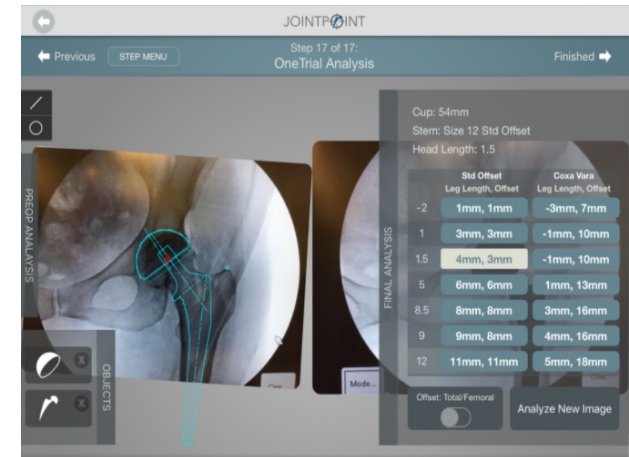 JOINTPOINT
Previous
STEP MENU
Step 17 of 17:
OneTrial Analysis
Finished
PREOP ANALAYSIS
X
X
OBJECTS
Mode...
FINAL ANALYSIS
Cup: 54mm
Stem: Size 12 Std Offset
Head Length: 1.5
Std Offset Coxa Vara
Leg Length, Offset Leg Length, Offset
-2 1mm, 1mm -3mm, 7mm
1 3mm, 3mm -1mm, 10mm
1.5 4mm, 3mm -1mm, 10mm
5 6mm, 6mm 1mm, 13mm
8.5 8mm, 8mm 3mm, 16mm
9 9mm, 8mm 4mm, 16mm
12 11mm, 11mm 5mm, 18mm
Offset: Total/Femoral
Analyze New Image